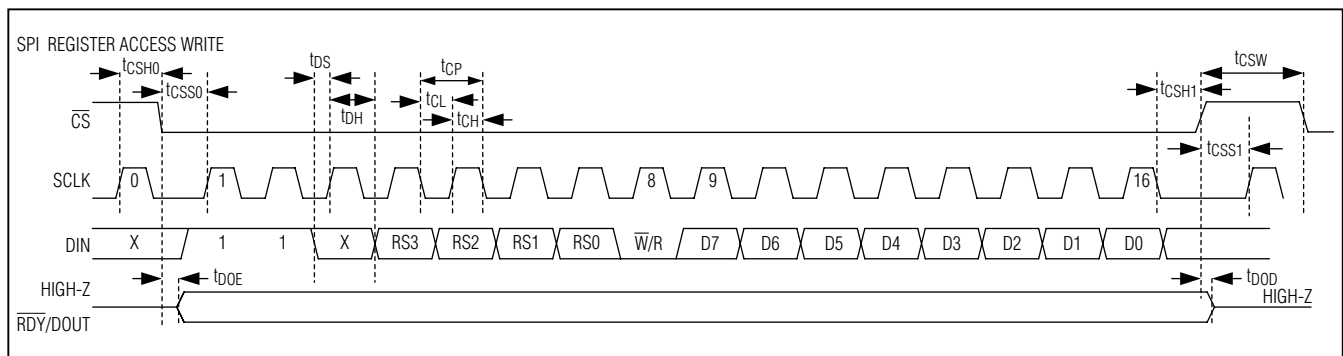 SPI REGISTER ACCESS WRITE
tCSH0
tCSS0
tDS
tDH
tCP
tCL
tCH
tCSH1
tCSW
tCSS1
CS
SCLK
0 1 8 9 16
DIN
X 1 1 X RS3 RS2 RS1 RS0 W/R D7 D6 D5 D4 D3 D2 D1 D0
tDOE
tDOD
HIGH-Z
HIGH-Z
RDY/DOUT